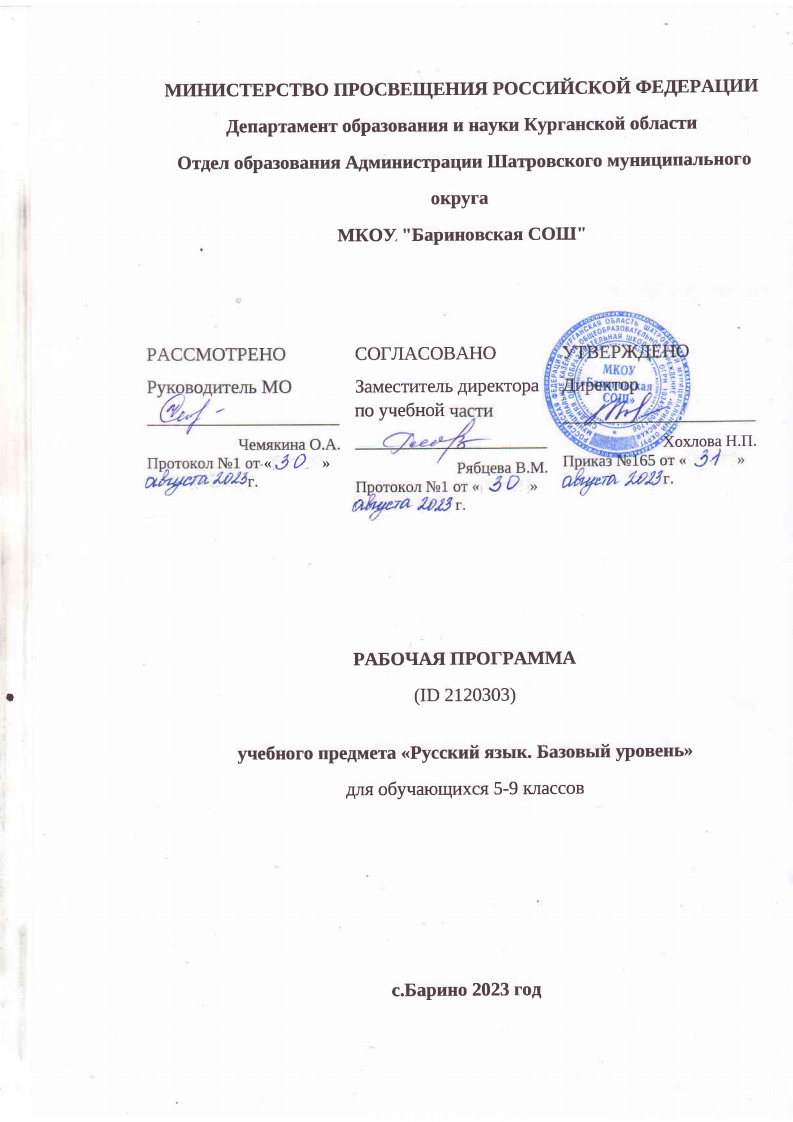 МИНИСТЕРСТВО ПРОСВЕЩЕНИЯ РОССИЙСКОЙ ФЕДЕРАЦИИ
Департамент образования и науки Курганской области
Отдел образования Администрации Шатровского муниципального
округа
МКОУ "Бариновская СОШ"
РАССМОТРЕНО
Руководитель МО
Чемякина О.А.
Протокол №1 от «30»
августа 2023г.
СОГЛАСОВАНО
Заместитель директора
по учебной части
Рябцева В.М.
Протокол №1 от «30»
августа 2023 г.
УТВЕРЖДЕНО
Директор
Хохлова Н.П.
Приказ №165 от «31»
августа 2023г.
МКОУ
СОШ»
РАБОЧАЯ ПРОГРАММА
(ID 2120303)
учебного предмета «Русский язык. Базовый уровень»
для обучающихся 5-9 классов
с.Барино 2023 год